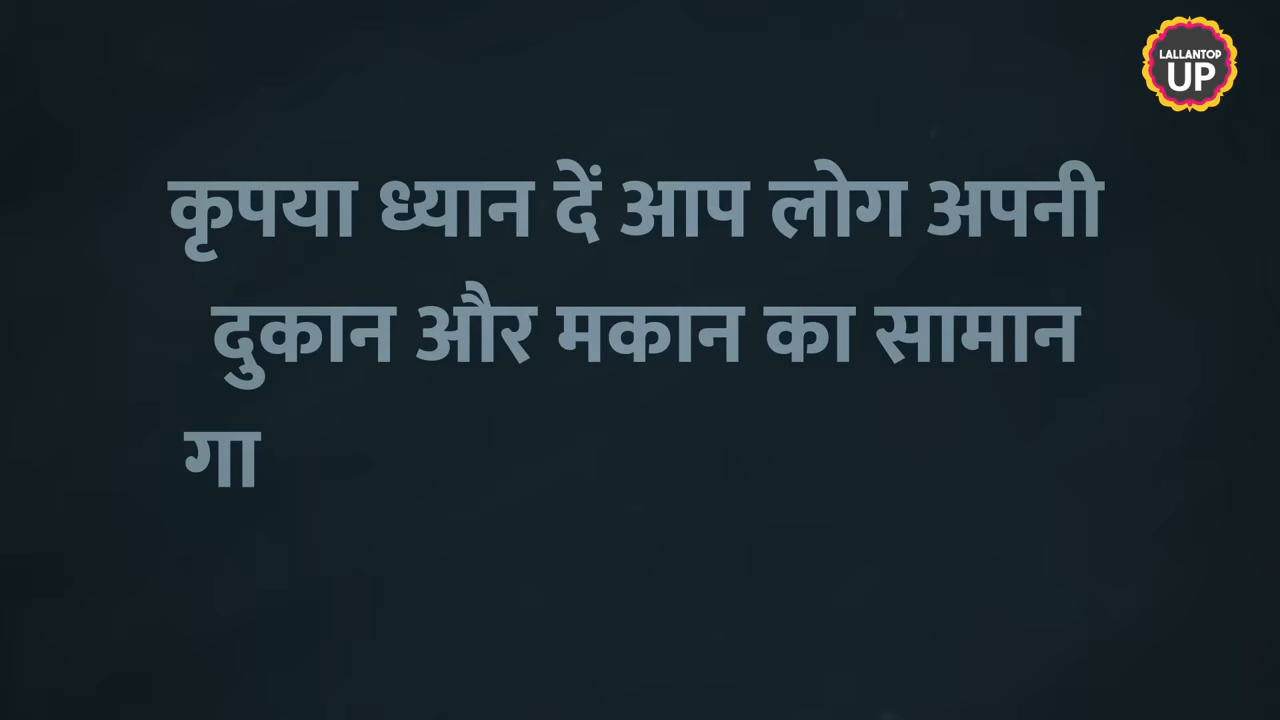 LALLANTOP
UP
कृपया ध्यान दें आप लोग अपनी
दुकान और मकान का सामान
गा